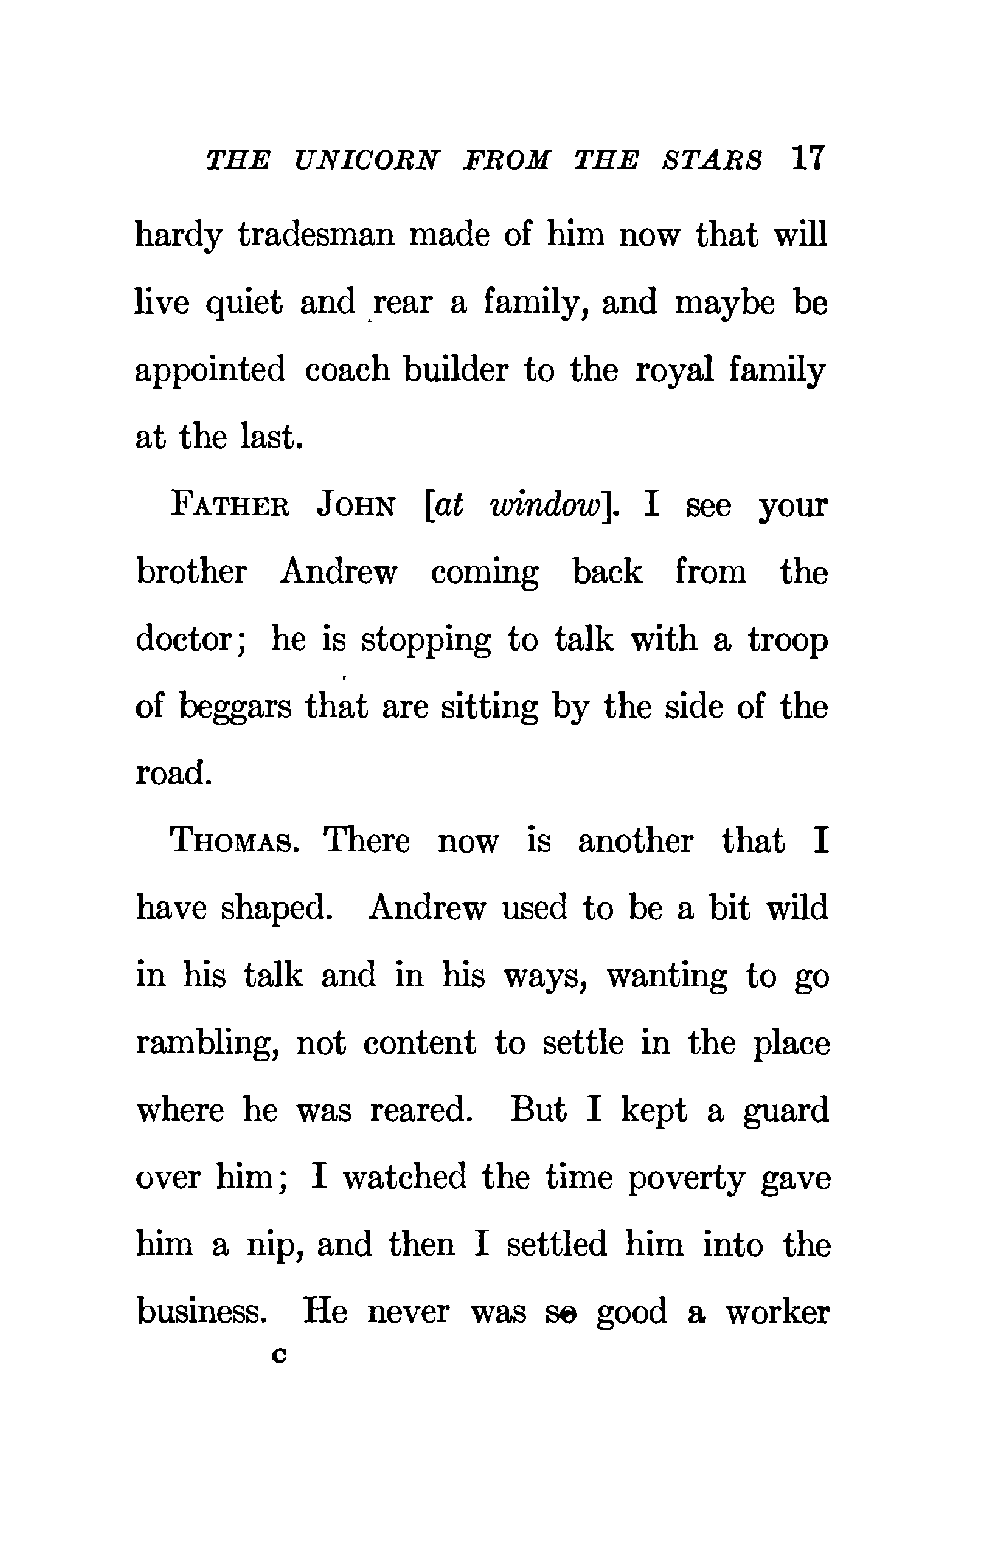 THE UNICORN FROM THE STARS 17
hardy tradesman made of him now that will
live quiet and rear a family, and maybe be
appointed coach builder to the royal family
at the last.
FATHER JOHN [at window]. I see your
brother Andrew coming back from the
doctor; he is stopping to talk with a troop
of beggars that are sitting by the side of the
road.
THOMAS. There now is another that I
have shaped. Andrew used to be a bit wild
in his talk and in his ways, wanting to go
rambling, not content to settle in the place
where he was reared. But I kept a guard
over him; I watched the time poverty gave
him a nip, and then I settled him into the
business. He never was so good a worker
C